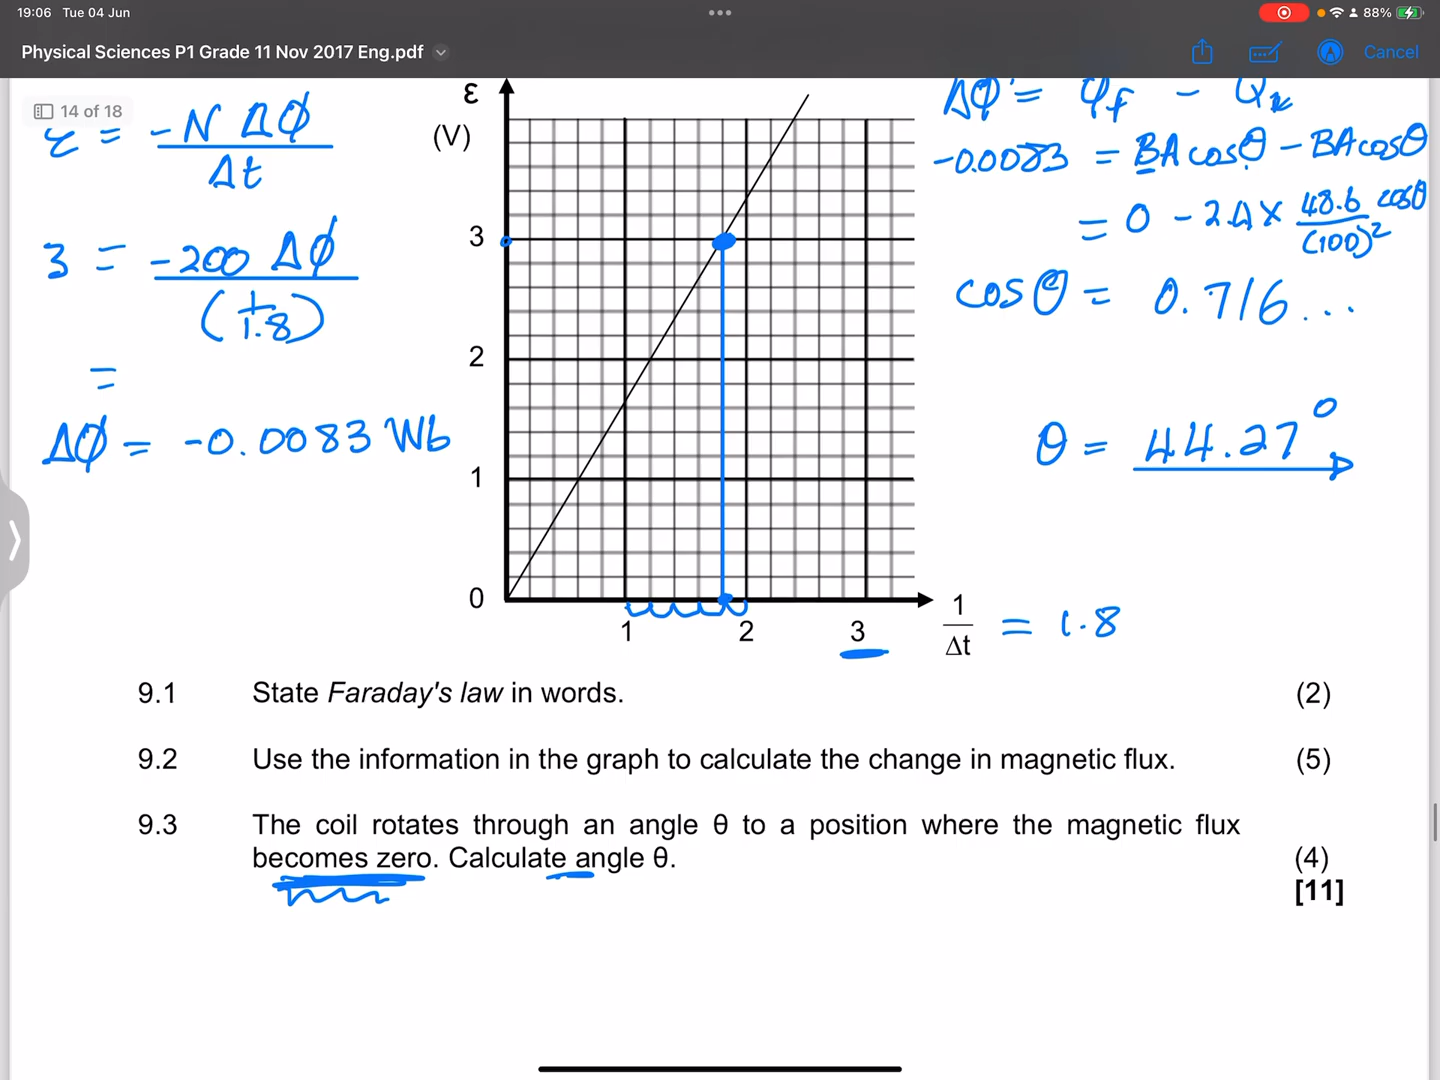 19:06 Tue 04 Jun
88%
Physical Sciences P1 Grade 11 Nov 2017 Eng.pdf
Cancel
14 of 18
ε = -N Δϕ
Δt
3 = -200 Δϕ
(1/1.8)
=
Δϕ = -0.0083 Wb
ε
(V)
3
2
1
0
1 2 3
1/Δt = 1.8
Δϕ = φf - φi
-0.0083 = BA cosθ - BA cosθ
= 0 - 2.4 × 48.6 cosθ
(100)²
cos θ = 0.716...
θ = 44.27°
9.1 State Faraday's law in words. (2)
9.2 Use the information in the graph to calculate the change in magnetic flux. (5)
9.3 The coil rotates through an angle θ to a position where the magnetic flux
becomes zero. Calculate angle θ. (4)
[11]